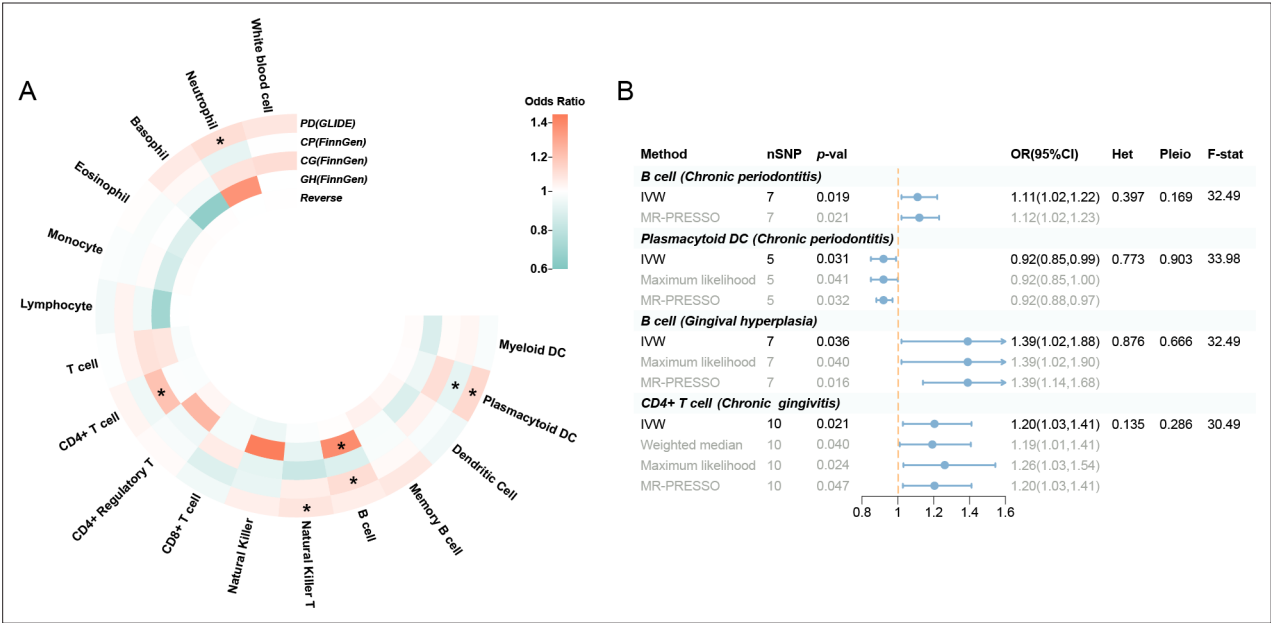 A
White blood cell
Neutrophil
Basophil
Eosinophil
Monocyte
Lymphocyte
T cell
CD4+ T cell
CD4+ Regulatory T
CD8+ T cell
Natural Killer
Natural Killer T
B cell
Memory B cell
Dendritic Cell
Plasmacytoid DC
Myeloid DC
*
*
*
*
*
*
*
PD(GLIDE)
CP(FinnGen)
CG(FinnGen)
GH(FinnGen)
Reverse
Odds Ratio
1.4
1.2
1
0.8
0.6
B
Method nSNP p-val OR(95%CI) Het Pleio F-stat
B cell (Chronic periodontitis)
IVW 7 0.019 1.11(1.02,1.22) 0.397 0.169 32.49
MR-PRESSO 7 0.021 1.12(1.02,1.23)
Plasmacytoid DC (Chronic periodontitis)
IVW 5 0.031 0.92(0.85,0.99) 0.773 0.903 33.98
Maximum likelihood 5 0.041 0.92(0.85,1.00)
MR-PRESSO 5 0.032 0.92(0.88,0.97)
B cell (Gingival hyperplasia)
IVW 7 0.036 1.39(1.02,1.88) 0.876 0.666 32.49
Maximum likelihood 7 0.040 1.39(1.02,1.90)
MR-PRESSO 7 0.016 1.39(1.14,1.68)
CD4+ T cell (Chronic gingivitis)
IVW 10 0.021 1.20(1.03,1.41) 0.135 0.286 30.49
Weighted median 10 0.040 1.19(1.01,1.41)
Maximum likelihood 10 0.024 1.26(1.03,1.54)
MR-PRESSO 10 0.047 1.20(1.03,1.41)
0.8 1 1.2 1.4 1.6